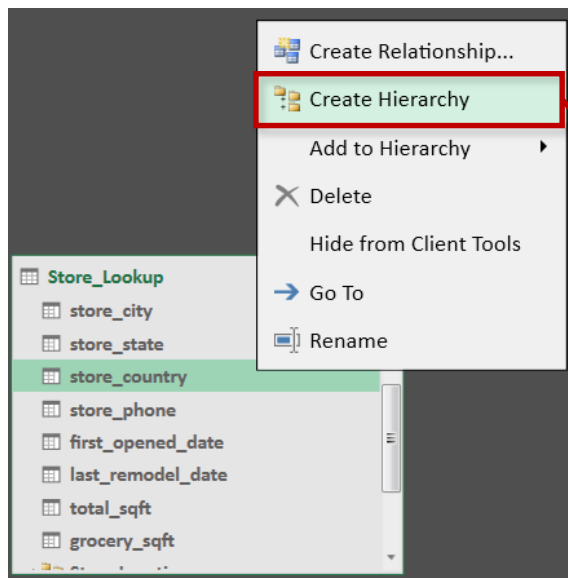 Create Relationship...
Create Hierarchy
Add to Hierarchy
Delete
Hide from Client Tools
Go To
Rename
Store_Lookup
store_city
store_state
store_country
store_phone
first_opened_date
last_remodel_date
total_sqft
grocery_sqft